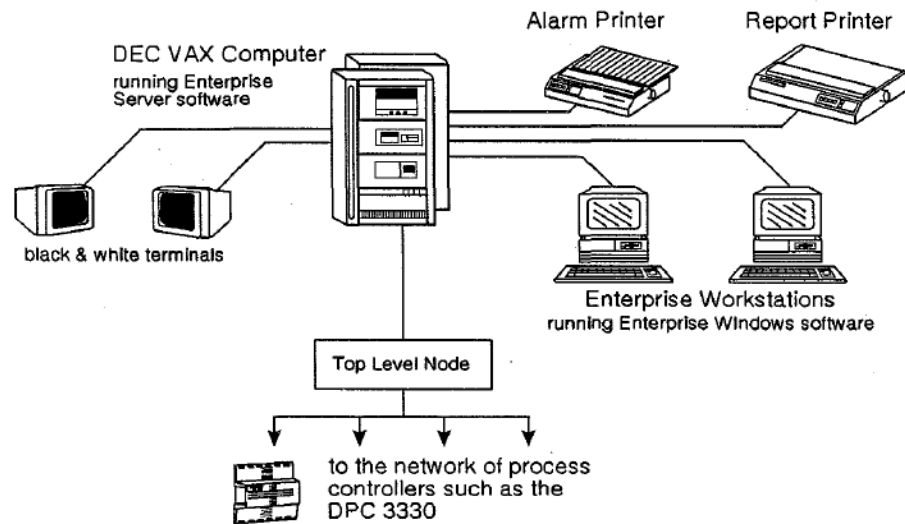 Alarm Printer
Report Printer
DEC VAX Computer
running Enterprise
Server software
black & white terminals
Enterprise Workstations
running Enterprise Windows software
Top Level Node
to the network of process
controllers such as the
DPC 3330